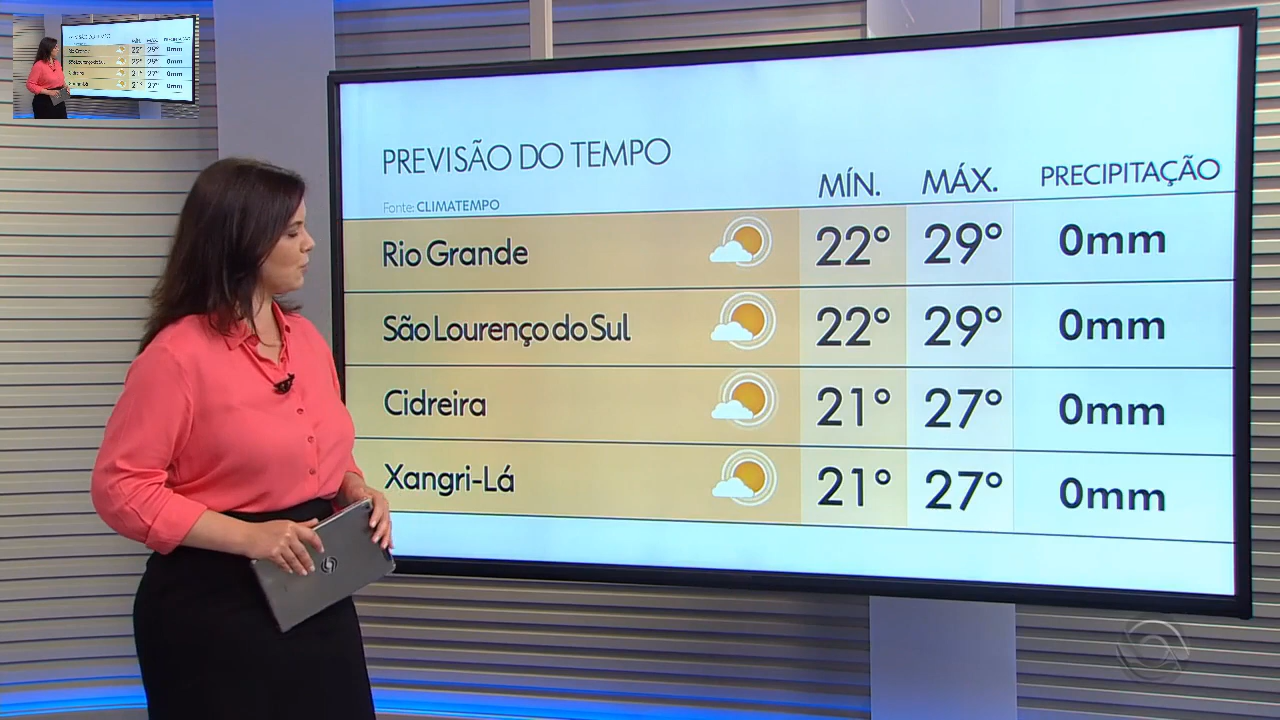 PREVISÃO DO TEMPO
Fonte: CLIMATEMPO
MÍN. MÁX. PRECIPITAÇÃO
Rio Grande 22° 29° 0mm
São Lourenço do Sul 22° 29° 0mm
Cidreira 21° 27° 0mm
Xangri-Lá 21° 27° 0mm